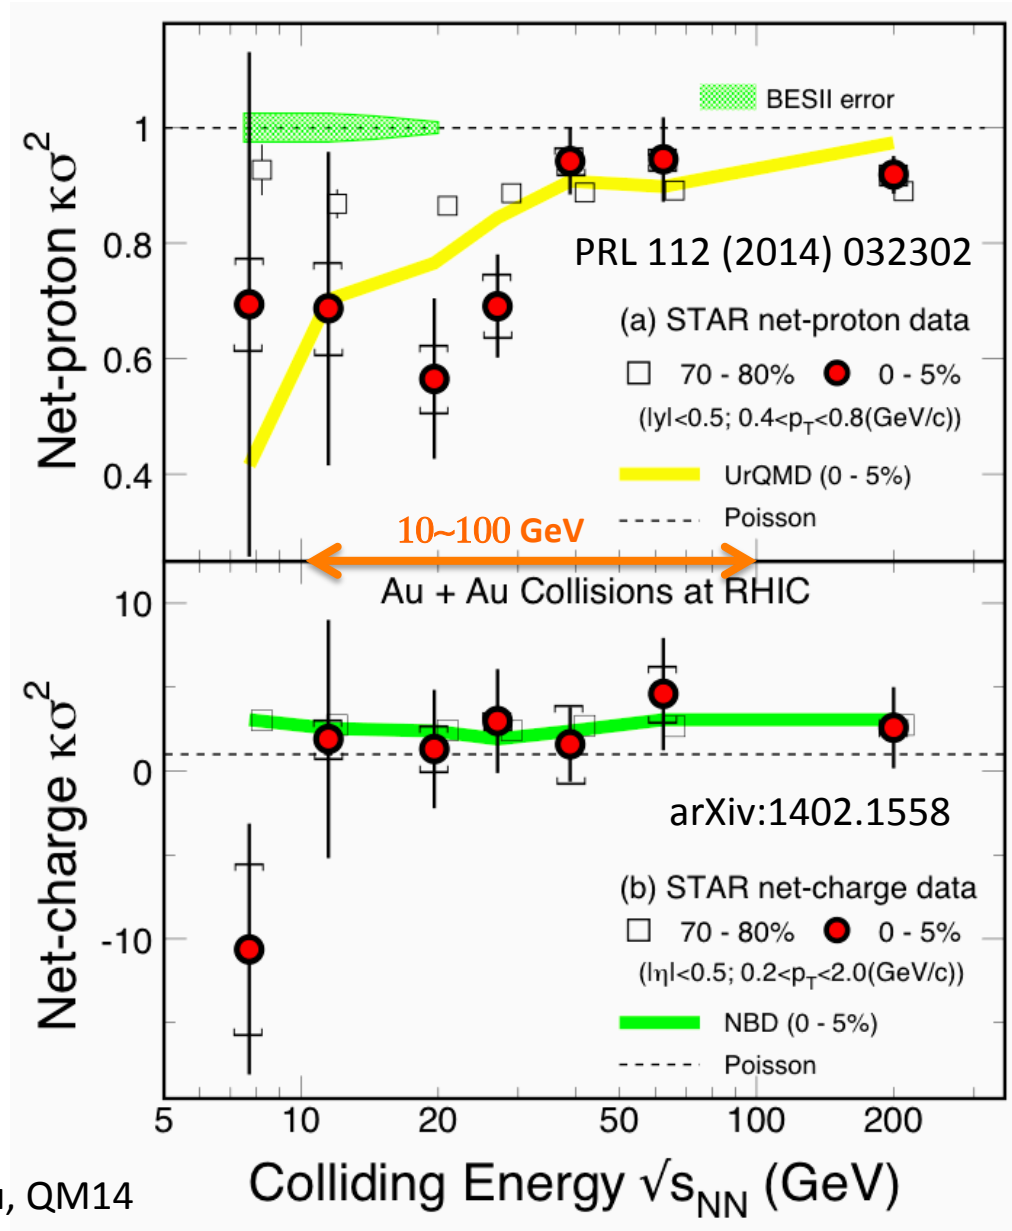 Net-proton κσ²
1
0.8
0.6
0.4
BESII error
PRL 112 (2014) 032302
(a) STAR net-proton data
70 - 80% 0 - 5%
(|y|<0.5; 0.4<p_T<0.8(GeV/c))
UrQMD (0 - 5%)
Poisson
10~100 GeV
Au + Au Collisions at RHIC
Net-charge κσ²
10
0
-10
arXiv:1402.1558
(b) STAR net-charge data
70 - 80% 0 - 5%
(|η|<0.5; 0.2<p_T<2.0(GeV/c))
NBD (0 - 5%)
Poisson
5 10 20 50 100 200
Colliding Energy √s_NN (GeV)
, QM14